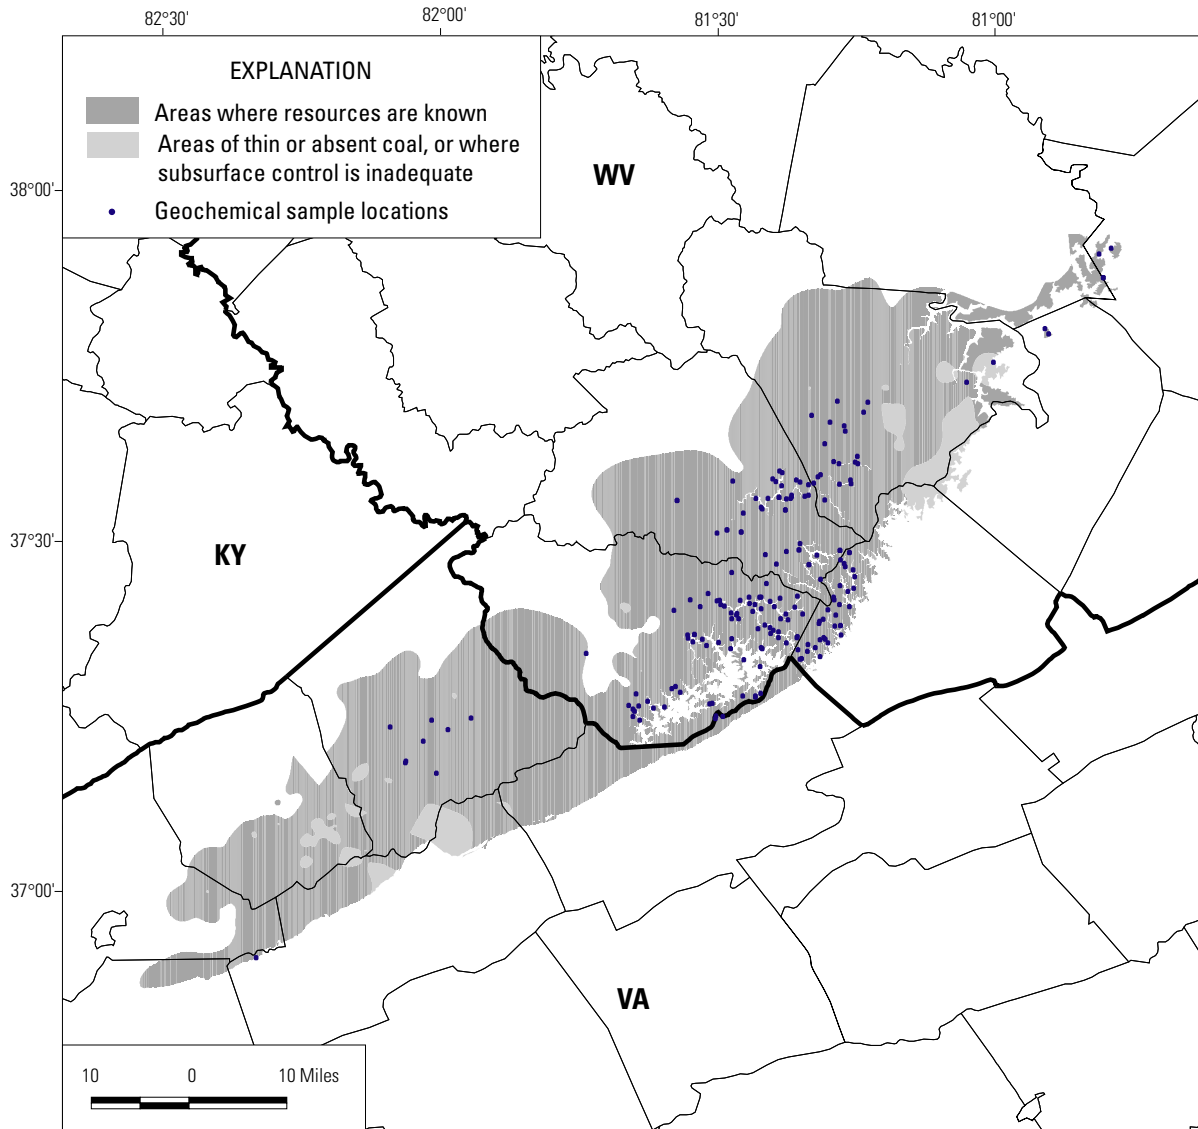 82°30'
82°00'
81°30'
81°00'
EXPLANATION
Areas where resources are known
Areas of thin or absent coal, or where
subsurface control is inadequate
Geochemical sample locations
WV
38°00'
37°30'
KY
37°00'
VA
10 0 10 Miles